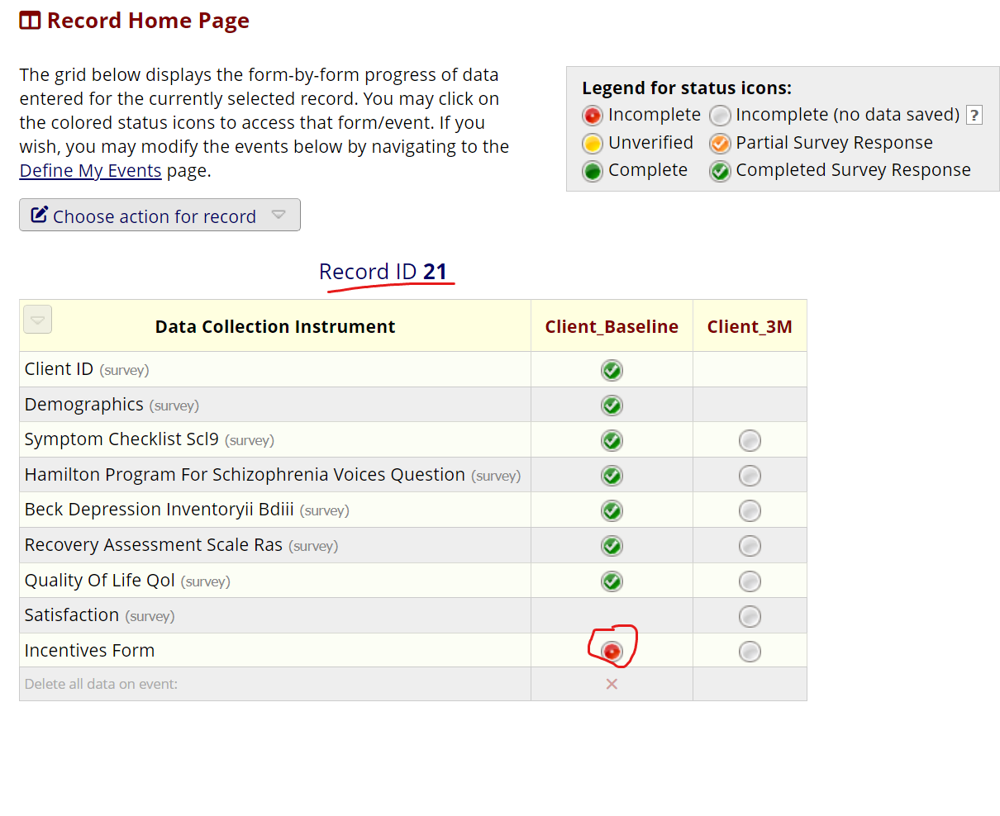 Record Home Page
The grid below displays the form-by-form progress of data
entered for the currently selected record. You may click on
the colored status icons to access that form/event. If you
wish, you may modify the events below by navigating to the
Define My Events page.
Legend for status icons:
Incomplete Incomplete (no data saved) ?
Unverified Partial Survey Response
Complete Completed Survey Response
Choose action for record
Record ID 21
Data Collection Instrument Client_Baseline Client_3M
Client ID (survey)
Demographics (survey)
Symptom Checklist Scl9 (survey)
Hamilton Program For Schizophrenia Voices Question (survey)
Beck Depression Inventoryii Bdiii (survey)
Recovery Assessment Scale Ras (survey)
Quality Of Life Qol (survey)
Satisfaction (survey)
Incentives Form
Delete all data on event: